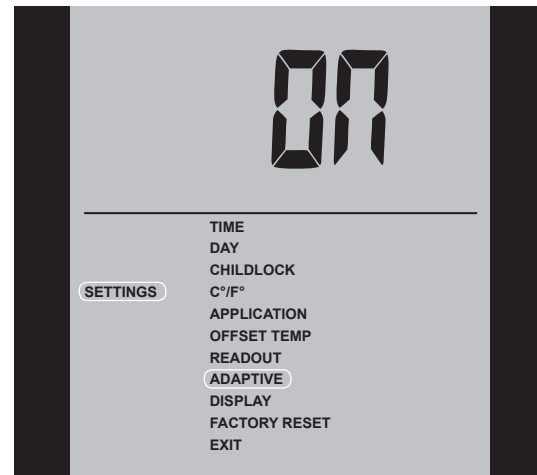 ON
TIME
DAY
CHILDLOCK
SETTINGS C°/F°
APPLICATION
OFFSET TEMP
READOUT
ADAPTIVE
DISPLAY
FACTORY RESET
EXIT